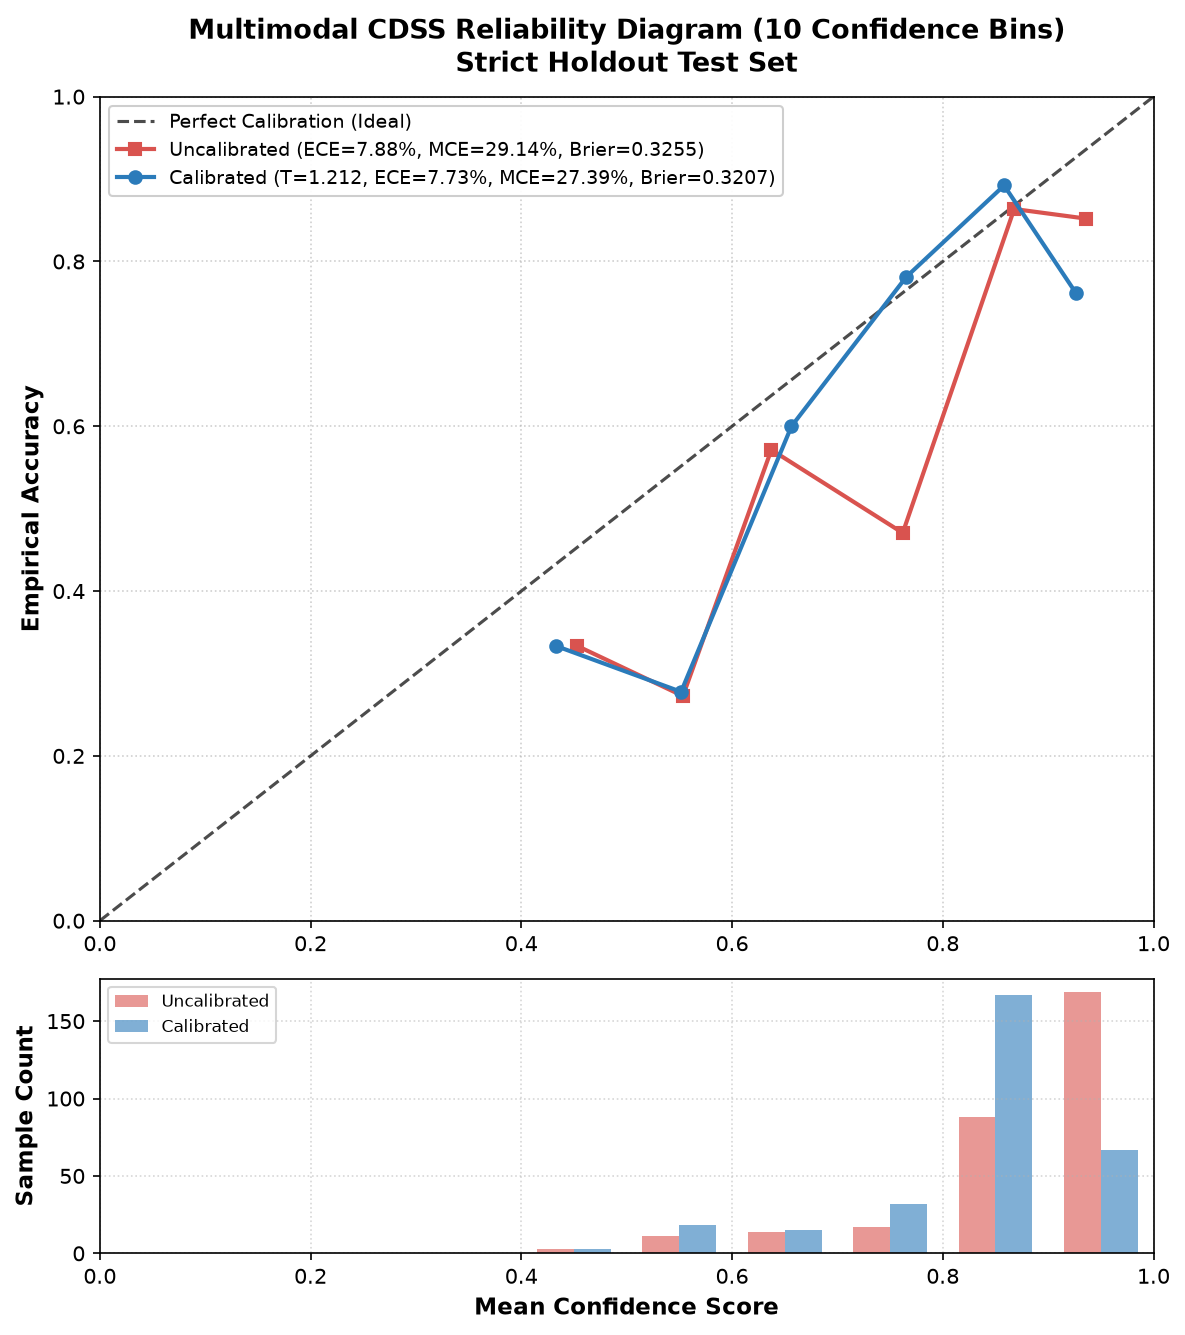 Multimodal CDSS Reliability Diagram (10 Confidence Bins)
Strict Holdout Test Set
1.0
0.8
0.6
0.4
0.2
0.0
Empirical Accuracy
Perfect Calibration (Ideal)
Uncalibrated (ECE=7.88%, MCE=29.14%, Brier=0.3255)
Calibrated (T=1.212, ECE=7.73%, MCE=27.39%, Brier=0.3207)
0.0 0.2 0.4 0.6 0.8 1.0
Sample Count
150
100
50
0
Uncalibrated
Calibrated
0.0 0.2 0.4 0.6 0.8 1.0
Mean Confidence Score